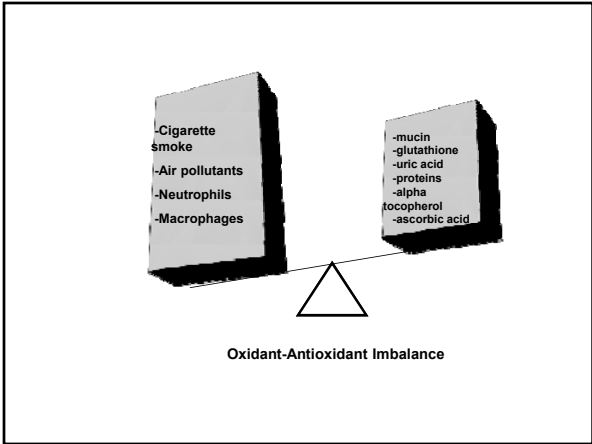 -Cigarette
smoke
-Air pollutants
-Neutrophils
-Macrophages
-mucin
-glutathione
-uric acid
-proteins
-alpha
tocopherol
-ascorbic acid
Oxidant-Antioxidant Imbalance